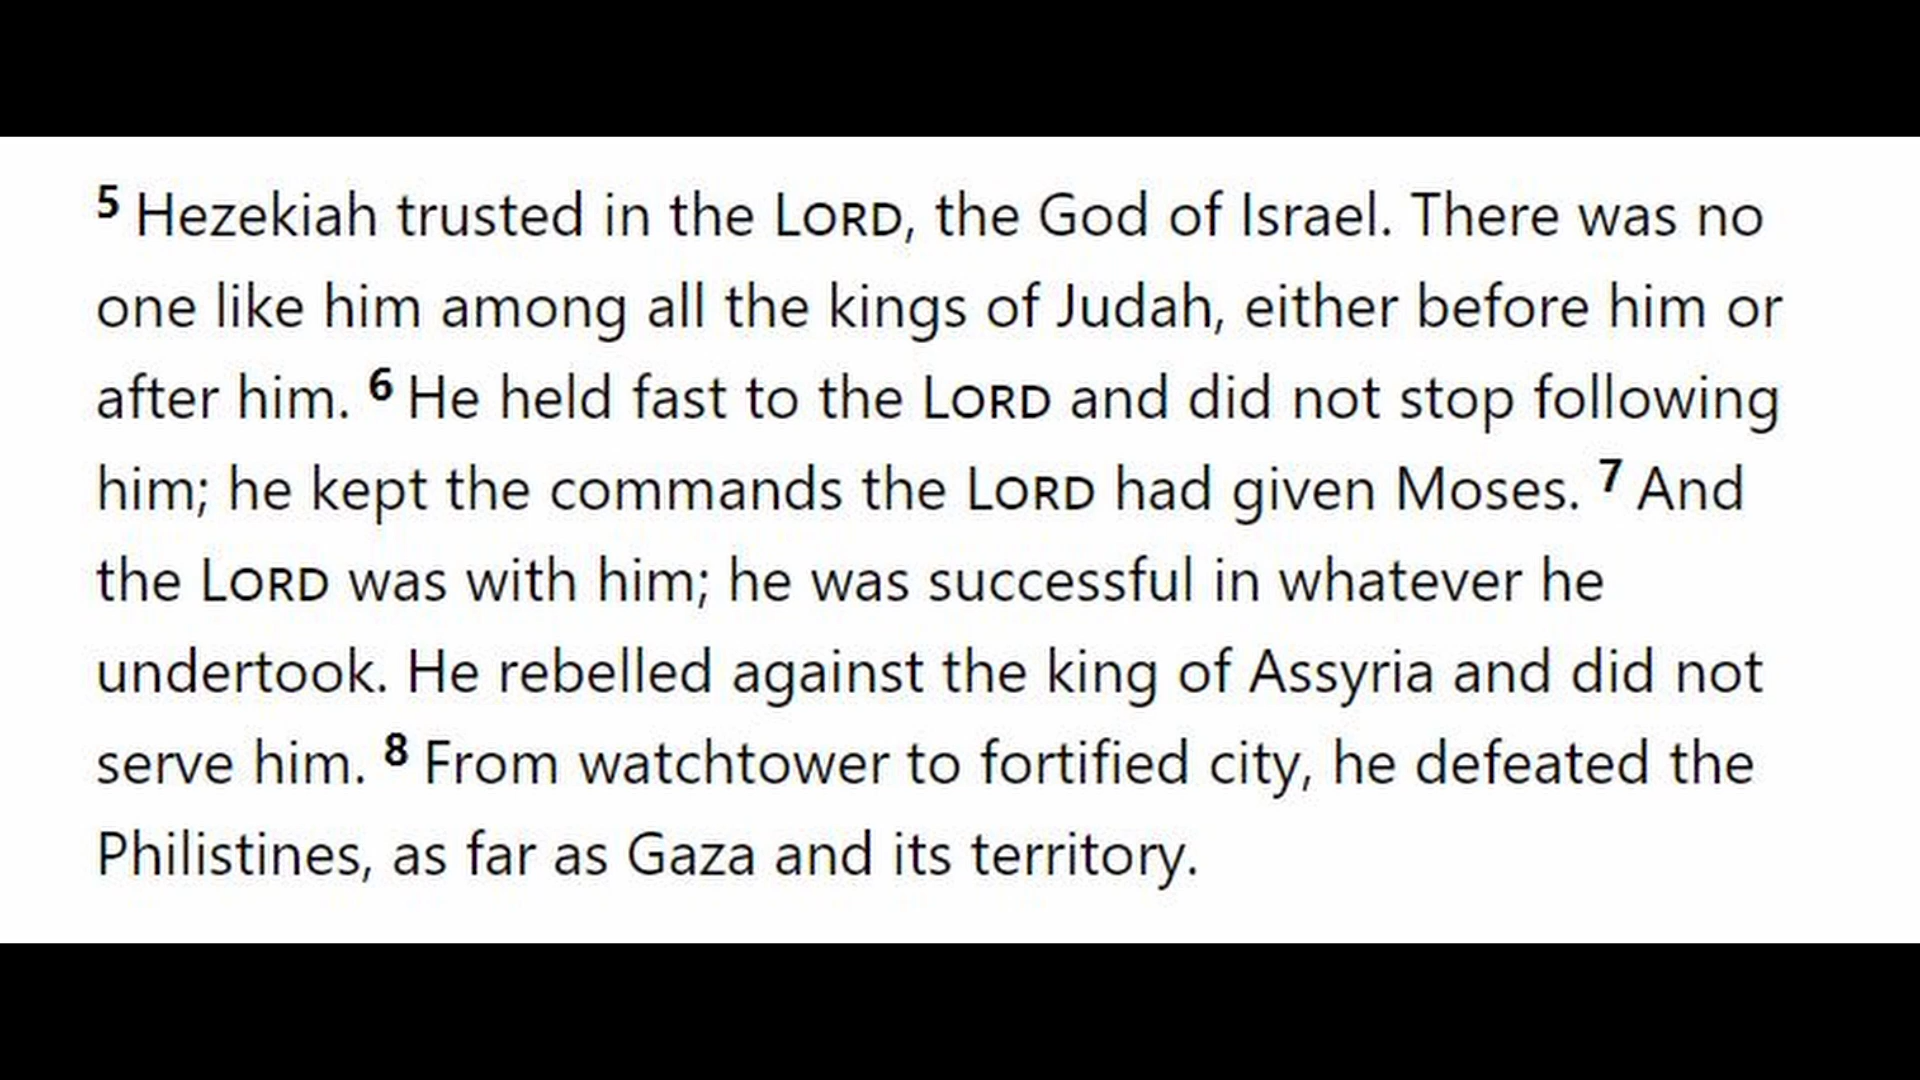 5 Hezekiah trusted in the LORD, the God of Israel. There was no
one like him among all the kings of Judah, either before him or
after him. 6 He held fast to the LORD and did not stop following
him; he kept the commands the LORD had given Moses. 7 And
the LORD was with him; he was successful in whatever he
undertook. He rebelled against the king of Assyria and did not
serve him. 8 From watchtower to fortified city, he defeated the
Philistines, as far as Gaza and its territory.